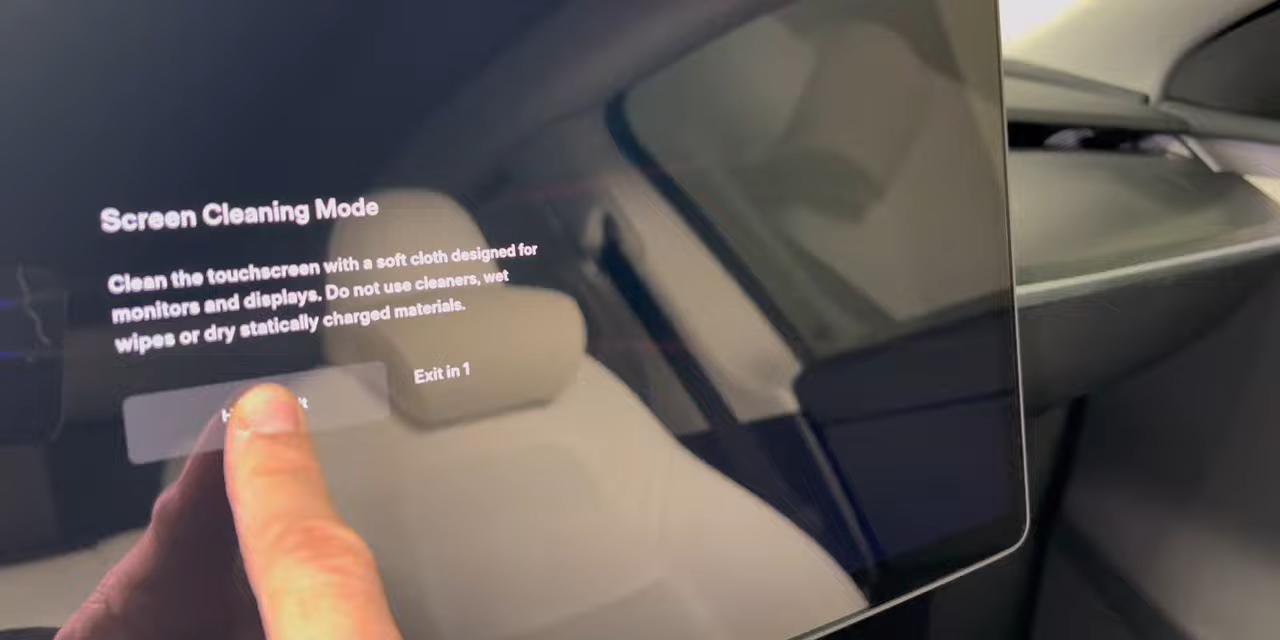 Screen Cleaning Mode
Clean the touchscreen with a soft cloth designed for
monitors and displays. Do not use cleaners, wet
wipes or dry statically charged materials.
Exit in 1